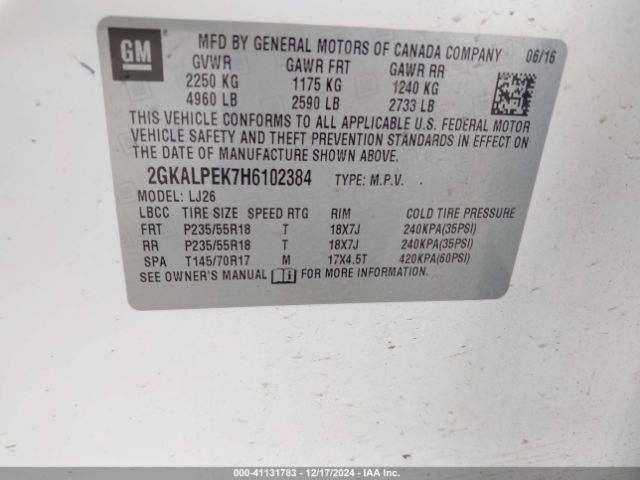 GM
MFD BY GENERAL MOTORS OF CANADA COMPANY 06/16
GVWR GAWR FRT GAWR RR
2250 KG 1175 KG 1240 KG
4960 LB 2590 LB 2733 LB
THIS VEHICLE CONFORMS TO ALL APPLICABLE U.S. FEDERAL MOTOR
VEHICLE SAFETY AND THEFT PREVENTION STANDARDS IN EFFECT ON
THE DATE OF MANUFACTURE SHOWN ABOVE.
2GKALPEK7H6102384 TYPE: M.P.V.
MODEL: LJ26
LBCC TIRE SIZE SPEED RTG RIM COLD TIRE PRESSURE
FRT P235/55R18 T 18X7J 240KPA(35PSI)
RR P235/55R18 T 18X7J 240KPA(35PSI)
SPA T145/70R17 M 17X4.5T 420KPA(60PSI)
SEE OWNER'S MANUAL FOR MORE INFORMATION.
000-41131783 - 12/17/2024 - IAABUYERS